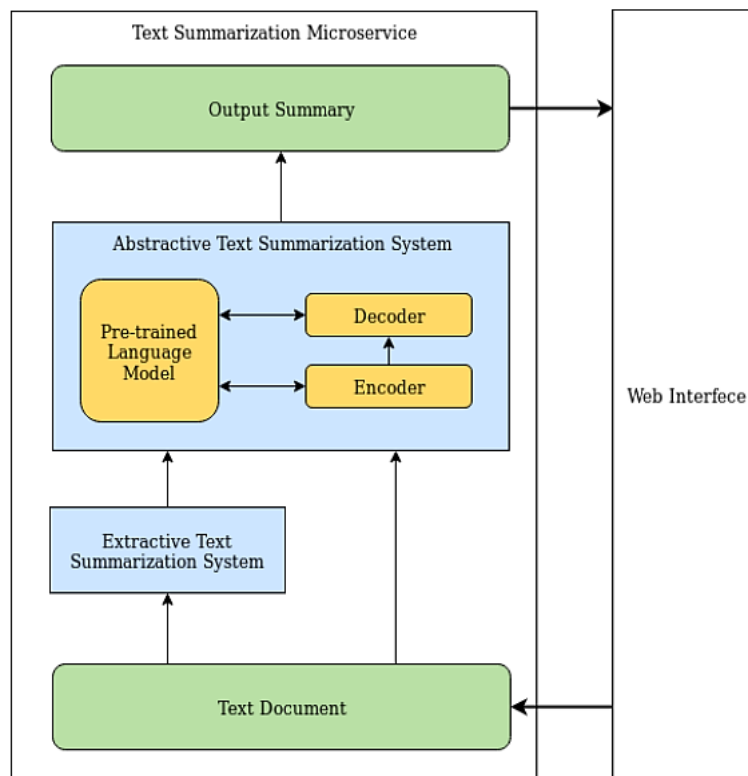 Text Summarization Microservice
Output Summary
Abstractive Text Summarization System
Pre-trained
Language
Model
Decoder
Encoder
Web Interfece
Extractive Text
Summarization System
Text Document